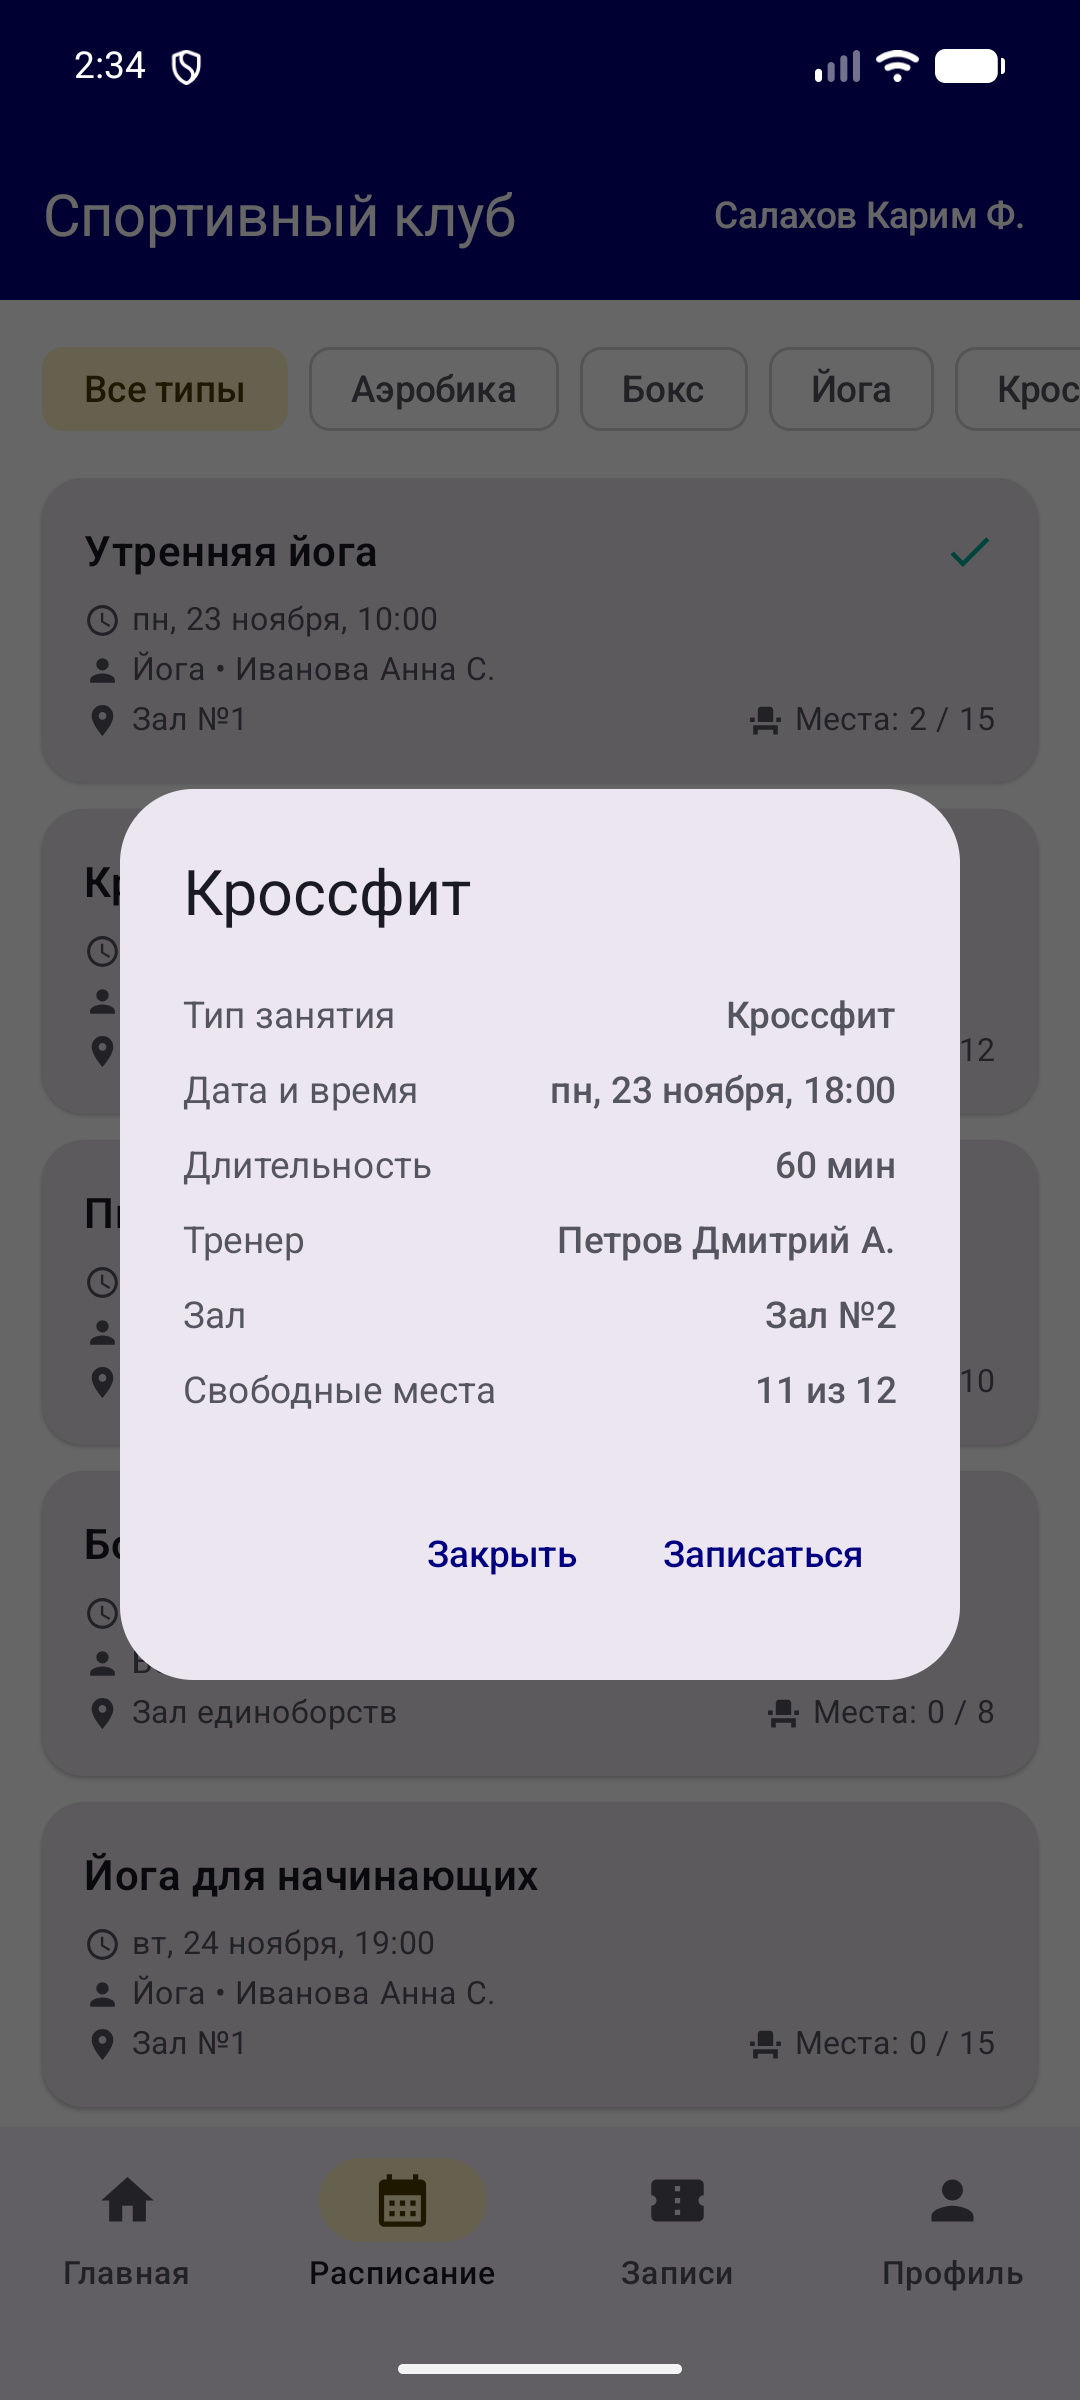 2:34
Спортивный клуб
Салахов Карим Ф.
Все типы
Аэробика
Бокс
Йога
Утренняя йога
пн, 23 ноября, 10:00
Йога • Иванова Анна С.
Зал №1
Места: 2 / 15
Кроссфит
Тип занятия
Кроссфит
Дата и время
пн, 23 ноября, 18:00
Длительность
60 мин
Тренер
Петров Дмитрий А.
Зал
Зал №2
Свободные места
11 из 12
12
10
Закрыть
Записаться
Зал единоборств
Места: 0 / 8
Йога для начинающих
вт, 24 ноября, 19:00
Йога • Иванова Анна С.
Зал №1
Места: 0 / 15
Главная
Расписание
Записи
Профиль